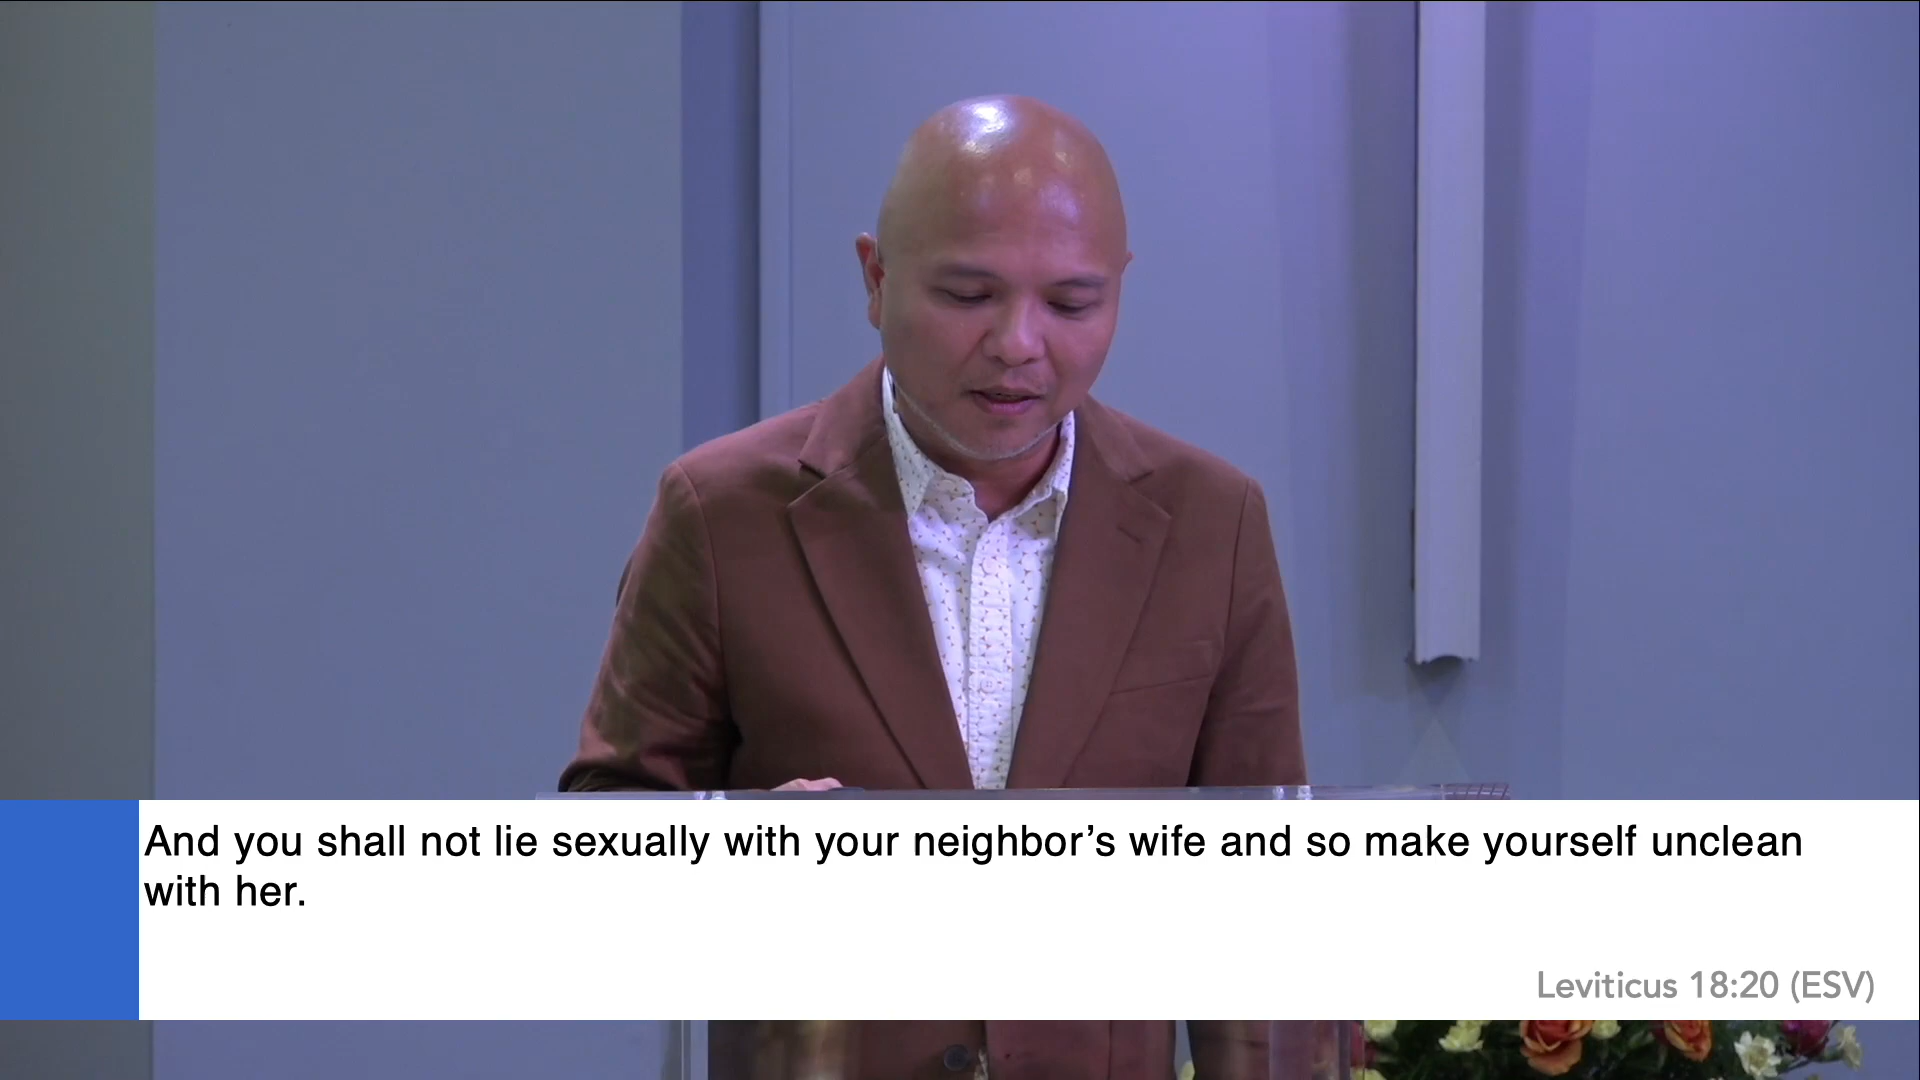 And you shall not lie sexually with your neighbor’s wife and so make yourself unclean
with her.
Leviticus 18:20 (ESV)